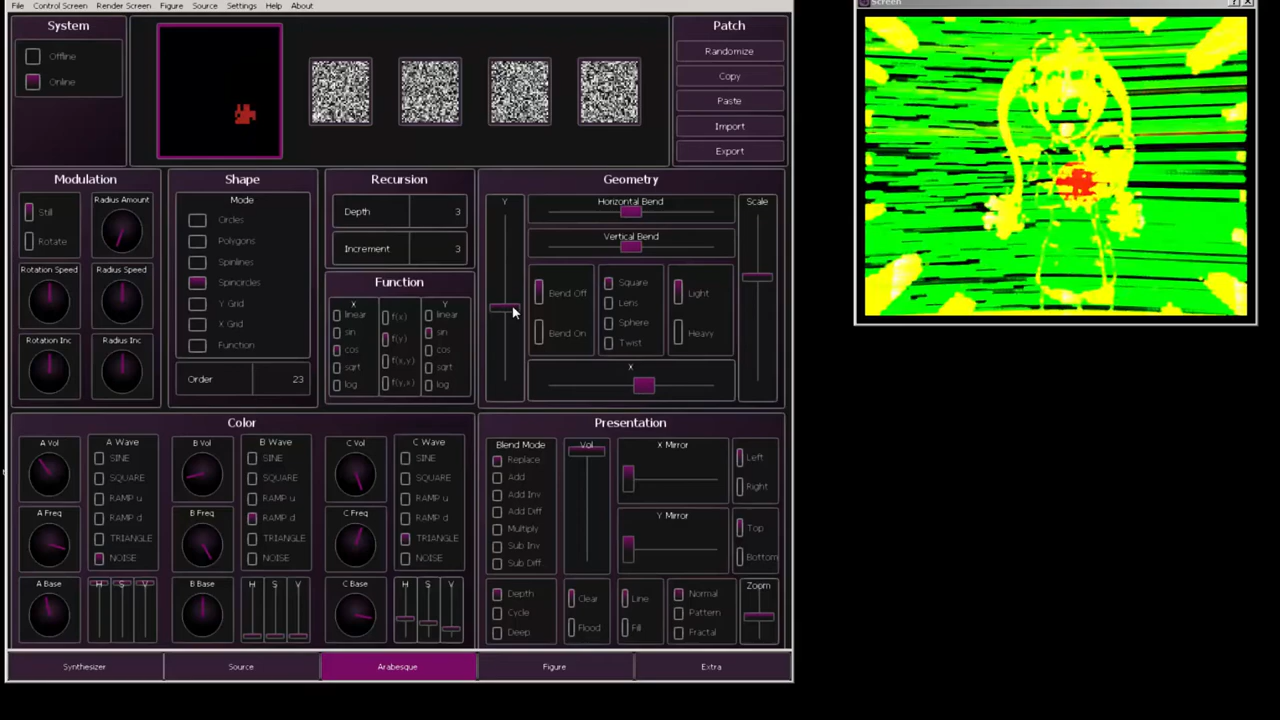 File Control Screen Render Screen Figure Source Settings Help About
Screen
System
Offline
Online
Patch
Randomize
Copy
Paste
Import
Export
Modulation
Still
Rotate
Radius Amount
Rotation Speed
Radius Speed
Rotation Inc
Radius Inc
Shape
Mode
Circles
Polygons
Spinlines
Spincircles
Y Grid
X Grid
Function
Order 23
Recursion
Depth 3
Increment 3
Function
X
linear
sin
cos
sqrt
log
f(x)
f(y)
f(x,y)
f(y,x)
Y
linear
sin
cos
sqrt
log
Geometry
Y
Horizontal Bend
Vertical Bend
Bend Off
Bend On
Square
Lens
Sphere
Twist
Light
Heavy
X
Scale
Color
A Vol
A Freq
A Base
A Wave
SINE
SQUARE
RAMP u
RAMP d
TRIANGLE
NOISE
H S V
B Vol
B Freq
B Base
B Wave
SINE
SQUARE
RAMP u
RAMP d
TRIANGLE
NOISE
H S V
C Vol
C Freq
C Base
C Wave
SINE
SQUARE
RAMP u
RAMP d
TRIANGLE
NOISE
H S V
Presentation
Blend Mode
Replace
Add
Add Inv
Add Diff
Multiply
Sub Inv
Sub Diff
Vol
X Mirror
Left
Right
Y Mirror
Top
Bottom
Depth
Cycle
Deep
Clear
Flood
Line
Fill
Normal
Pattern
Fractal
Zoom
Synthesizer Source Arabesque Figure Extra